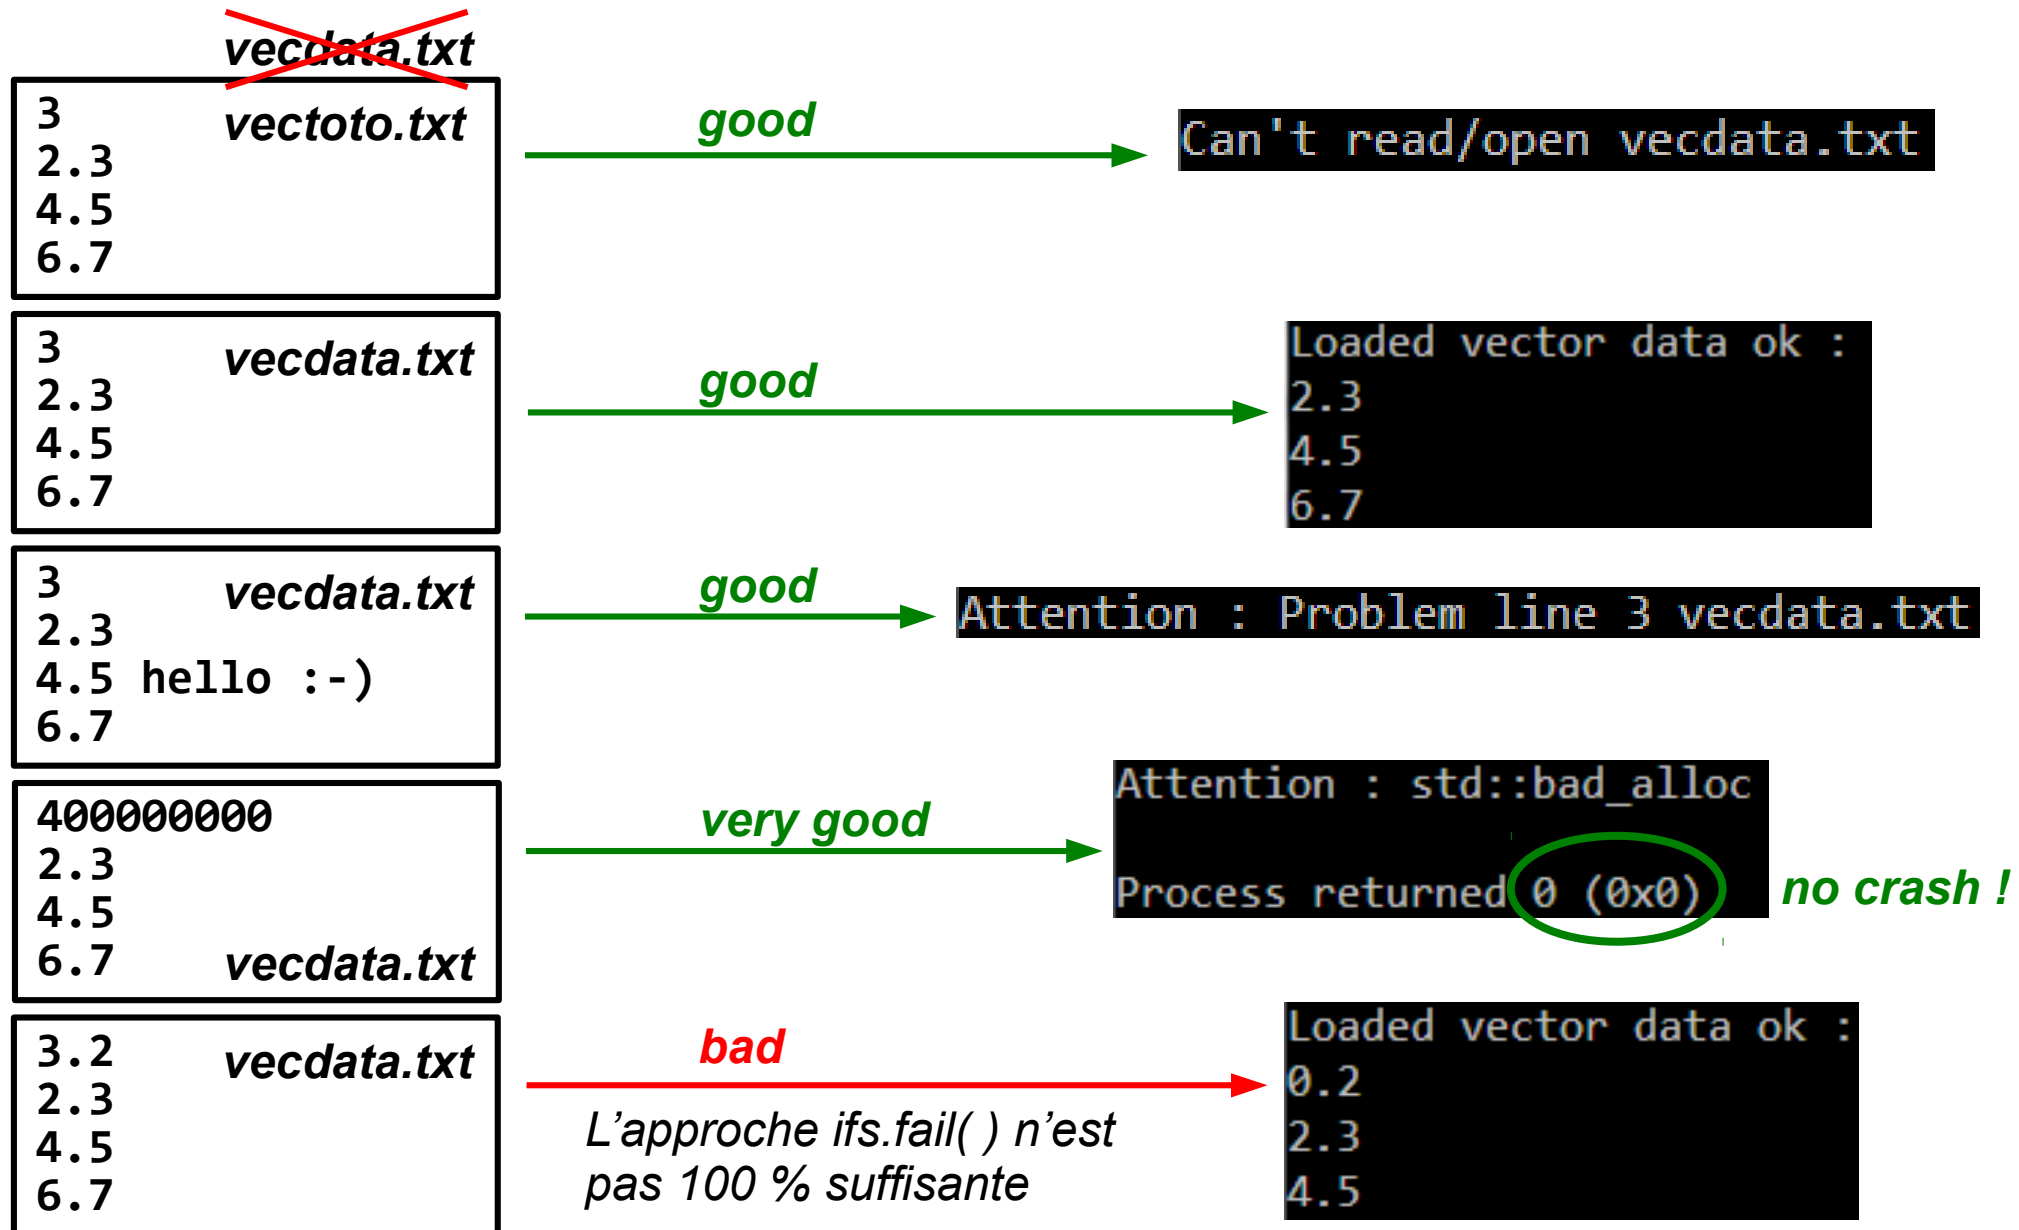 vecdata.txt
3
vectoto.txt
2.3
4.5
6.7
good
Can't read/open vecdata.txt
3
vecdata.txt
2.3
4.5
6.7
good
Loaded vector data ok :
2.3
4.5
6.7
3
vecdata.txt
2.3
4.5 hello :-)
6.7
good
Attention : Problem line 3 vecdata.txt
400000000
2.3
4.5
6.7
vecdata.txt
very good
Attention : std::bad_alloc
Process returned 0 (0x0)
no crash !
3.2
vecdata.txt
2.3
4.5
6.7
bad
L'approche ifs.fail( ) n'est
pas 100 % suffisante
Loaded vector data ok :
0.2
2.3
4.5